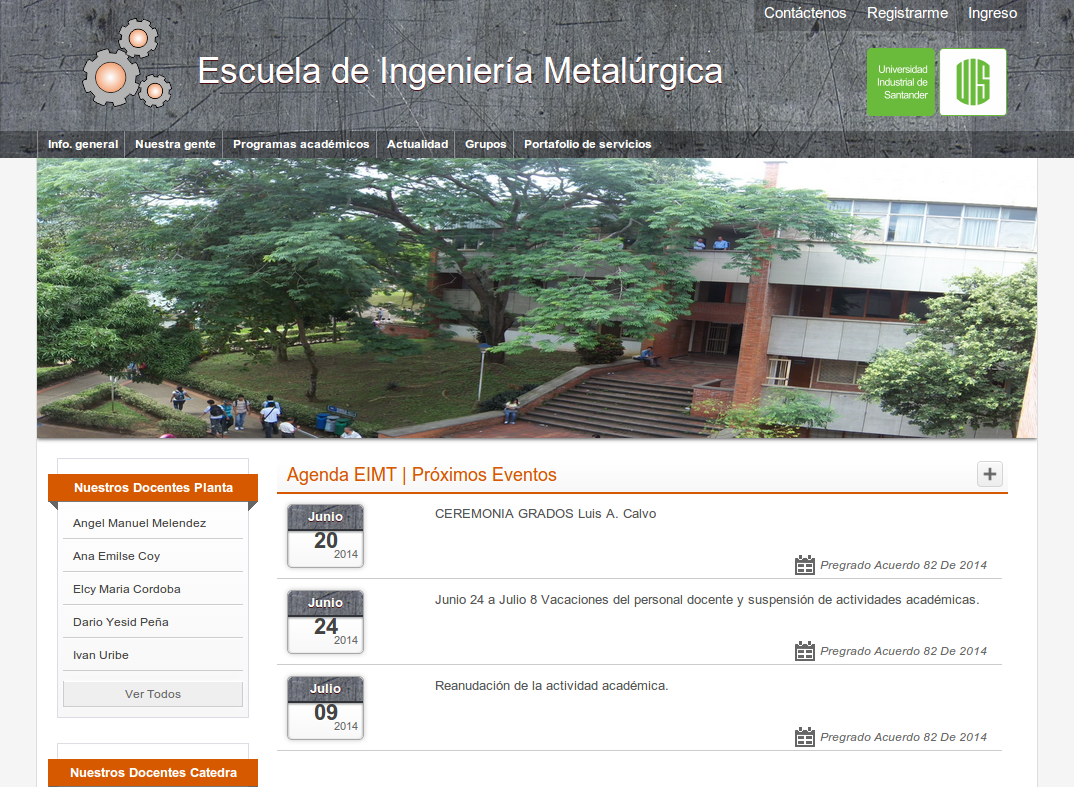 Contáctenos Registrarme Ingreso
Escuela de Ingeniería Metalúrgica
Universidad
Industrial de
Santander
UIS
Info. general Nuestra gente Programas académicos Actualidad Grupos Portafolio de servicios
Nuestros Docentes Planta
Angel Manuel Melendez
Ana Emilse Coy
Elcy Maria Cordoba
Dario Yesid Peña
Ivan Uribe
Ver Todos
Nuestros Docentes Catedra
Agenda EIMT | Próximos Eventos
Junio
20
2014
CEREMONIA GRADOS Luis A. Calvo
Pregrado Acuerdo 82 De 2014
Junio
24
2014
Junio 24 a Julio 8 Vacaciones del personal docente y suspensión de actividades académicas.
Pregrado Acuerdo 82 De 2014
Julio
09
2014
Reanudación de la actividad académica.
Pregrado Acuerdo 82 De 2014